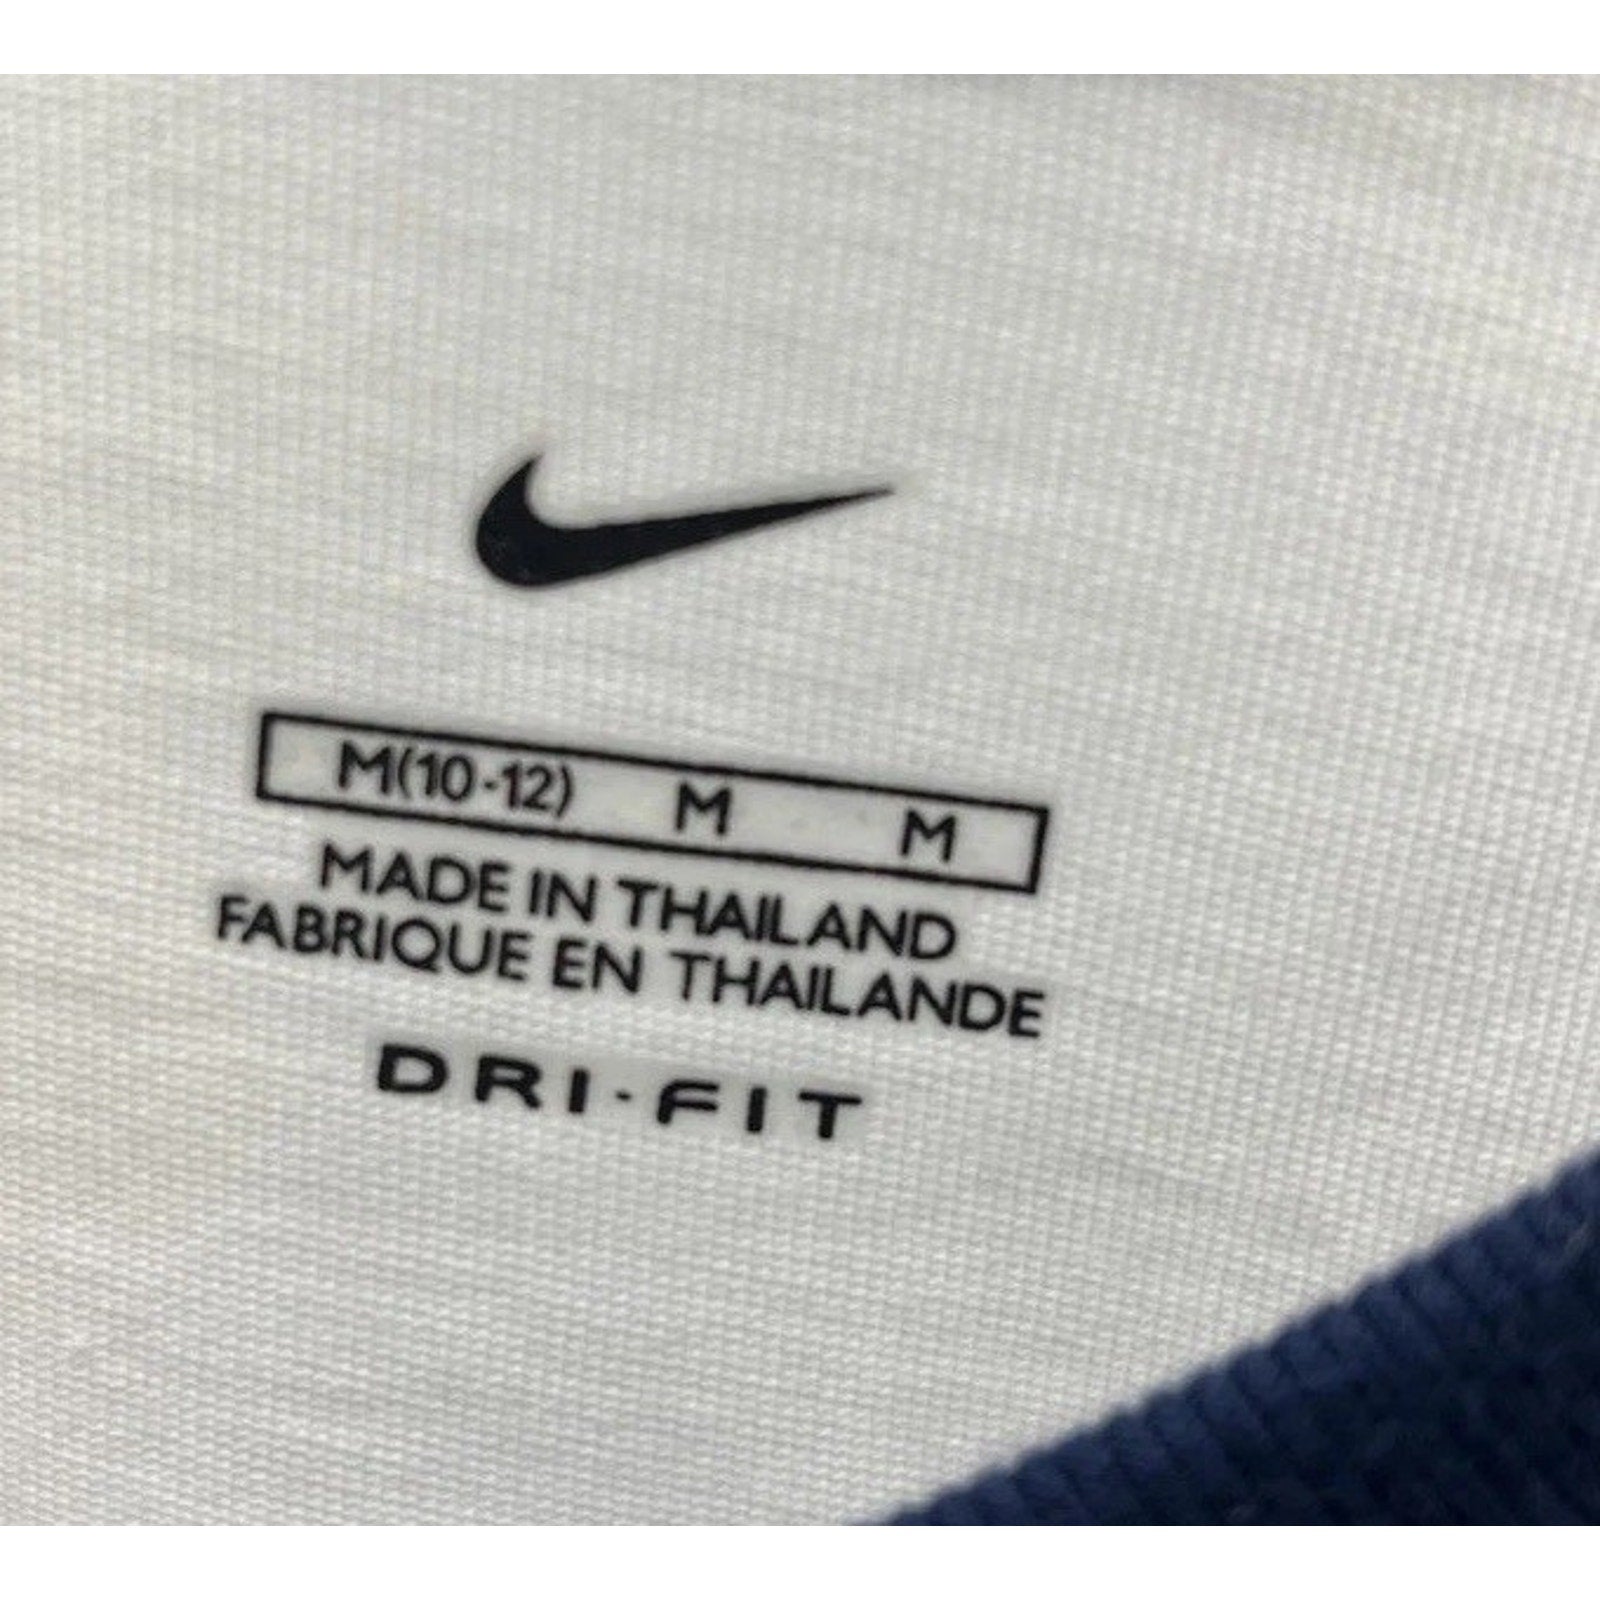 M(10-12) M M
MADE IN THAILAND
FABRIQUE EN THAILANDE
DRI-FIT